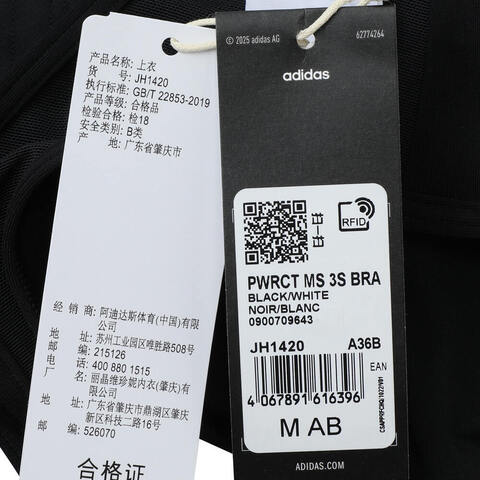 产品名称: 上衣
货 号: JH1420
执行标准: GB/T 22853-2019
产品等级: 合格品
检验合格: 检18
安全类别: B类
产 地: 广东省肇庆市
经 销 商: 阿迪达斯体育(中国)有限
公司
地 址: 苏州工业园区唯胜路508号
邮 编: 215126
电 话: 400 880 1515
厂 名: 丽晶维珍妮内衣(肇庆)有
限公司
地 址: 广东省肇庆市鼎湖区肇庆
新区科技二路16号
邮 编: 526070
合格证
© 2025 adidas AG 62774264
adidas
RFID
PWRCT MS 3S BRA
BLACK/WHITE
NOIR/BLANC
0900709643
JH1420 A36B
EAN
4 067891 616396
M AB
ADIDAS.COM